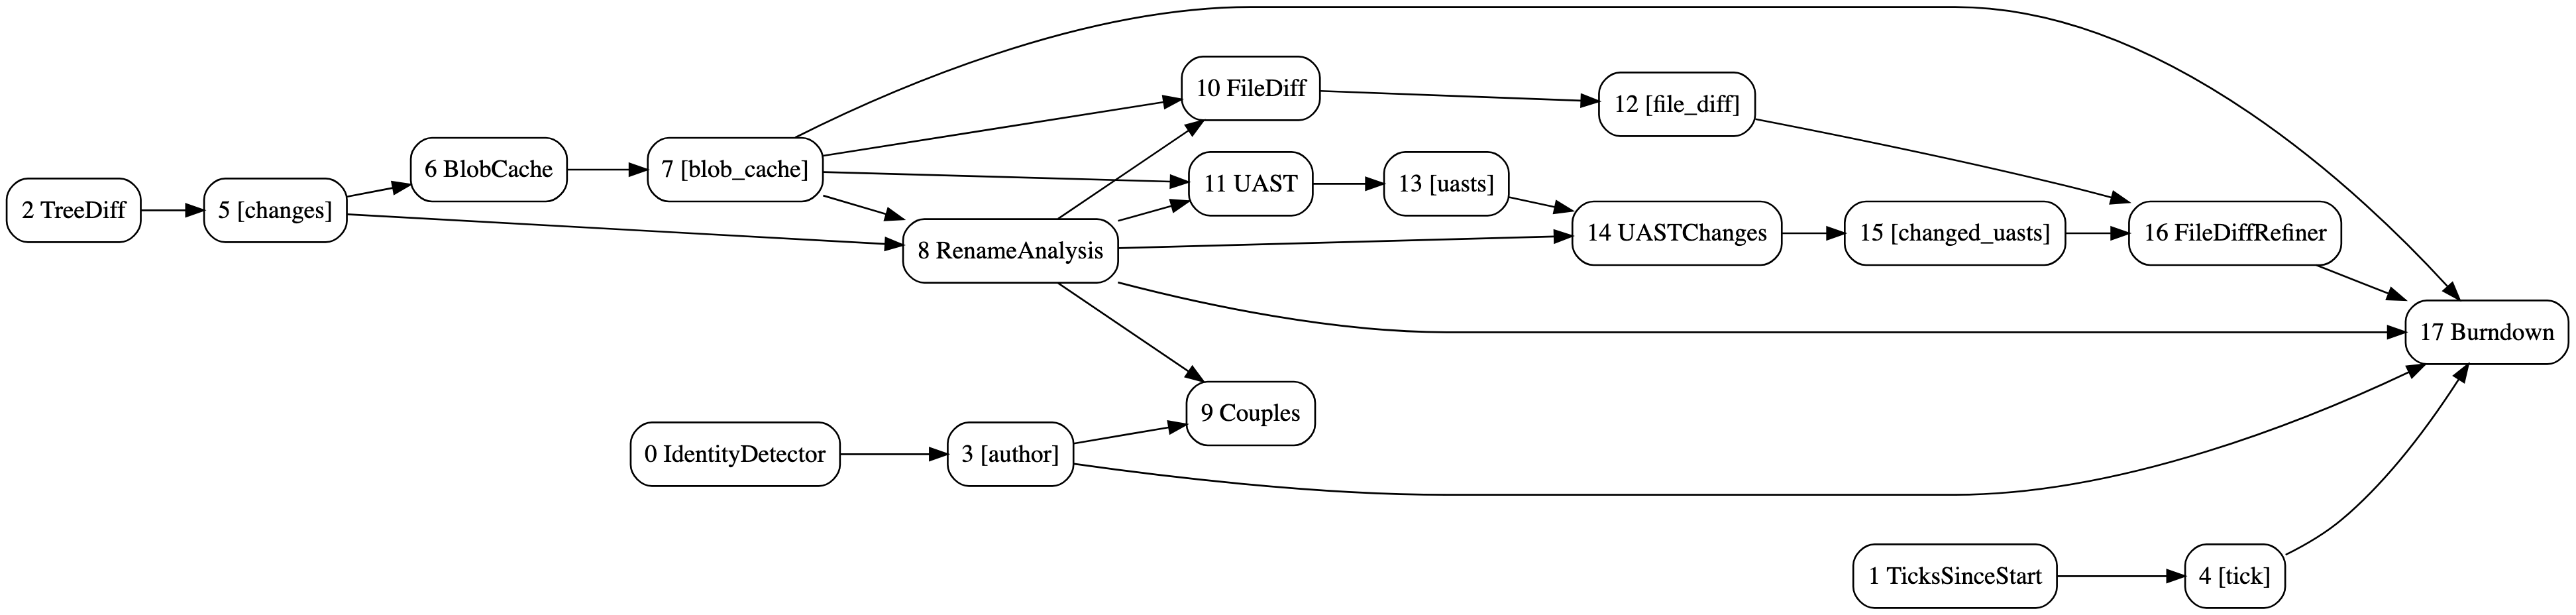 10 FileDiff
12 [file_diff]
6 BlobCache
7 [blob_cache]
11 UAST
13 [uasts]
2 TreeDiff
5 [changes]
8 RenameAnalysis
14 UASTChanges
15 [changed_uasts]
16 FileDiffRefiner
17 Burndown
9 Couples
0 IdentityDetector
3 [author]
1 TicksSinceStart
4 [tick]